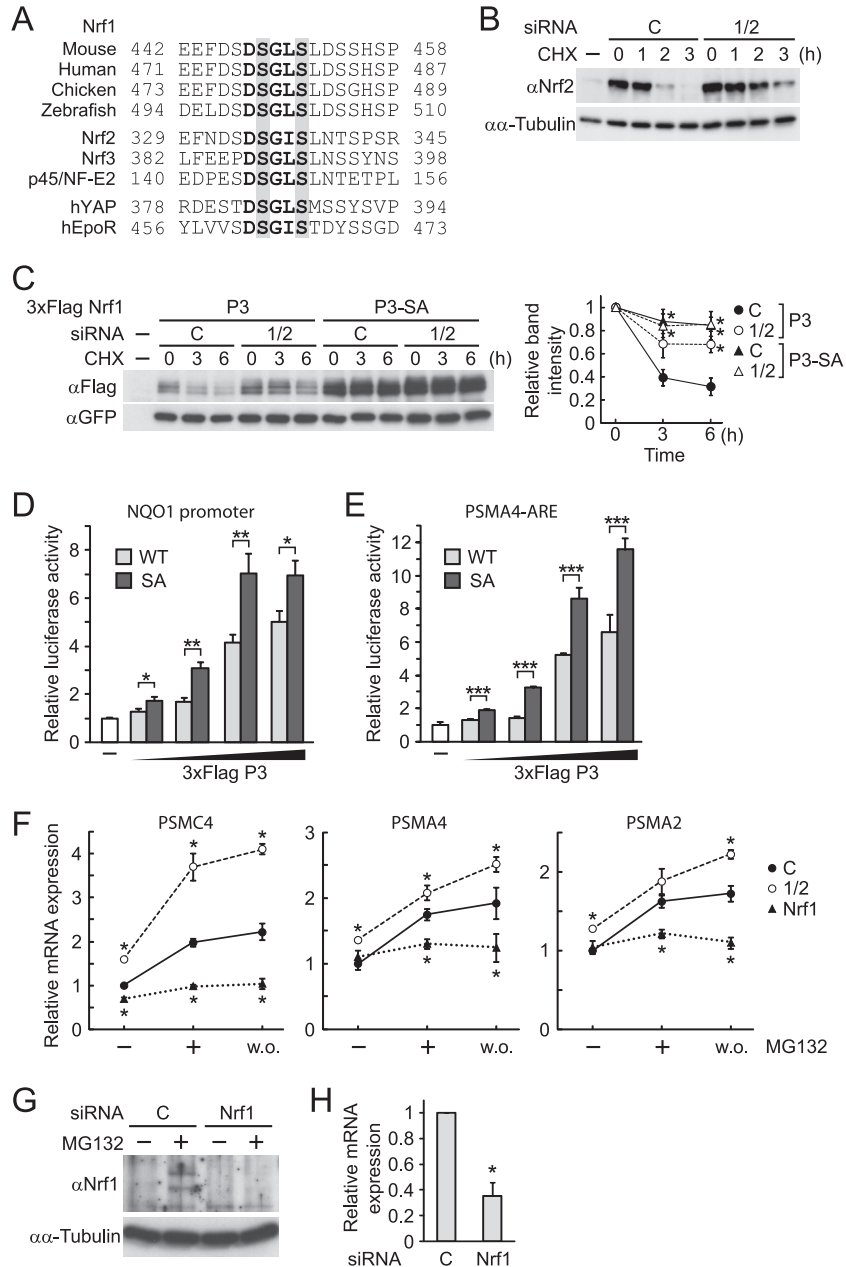 A
Nrf1
Mouse 442 EEFDSDSGLSLDSSHSP 458
Human 471 EEFDSDSGLSLDSSHSP 487
Chicken 473 EEFDSDSGLSLDSGHSP 489
Zebrafish 494 DELDSDSGLSLDSSHSP 510
Nrf2 329 EFNDSDSGISLNTSPSR 345
Nrf3 382 LFEEPDSGLSLNSSYNS 398
p45/NF-E2 140 EDPESDSGLSLNTETPL 156
hYAP 378 RDESTDSGLSMSSYSVP 394
hEpoR 456 YLVVSDSGISTDYSSGD 473
B
siRNA C 1/2
CHX – 0 1 2 3 0 1 2 3 (h)
αNrf2
αα-Tubulin
C
3xFlag Nrf1 P3 P3-SA
siRNA – C 1/2 C 1/2
CHX 0 3 6 0 3 6 0 3 6 0 3 6 (h)
αFlag
αGFP
Relative band intensity
1
0.8
0.6
0.4
0.2
0
0 3 6 (h)
Time
* * * * * *
C
1/2
P3
C
1/2
P3-SA
D
NQO1 promoter
Relative luciferase activity
8
6
4
2
0
WT
SA
* ** ** *
–
3xFlag P3
E
PSMA4-ARE
Relative luciferase activity
12
10
8
6
4
2
0
WT
SA
*** *** *** ***
–
3xFlag P3
F
Relative mRNA expression
PSMC4
4
3
2
1
0
* * *
* * *
– + w.o.
PSMA4
3
2
1
0
* * *
* *
– + w.o.
PSMA2
2
1
0
* *
* *
– + w.o.
MG132
C
1/2
Nrf1
G
siRNA C Nrf1
MG132 – + – +
αNrf1
αα-Tubulin
H
Relative mRNA expression
1
0.8
0.6
0.4
0.2
0
*
siRNA C Nrf1